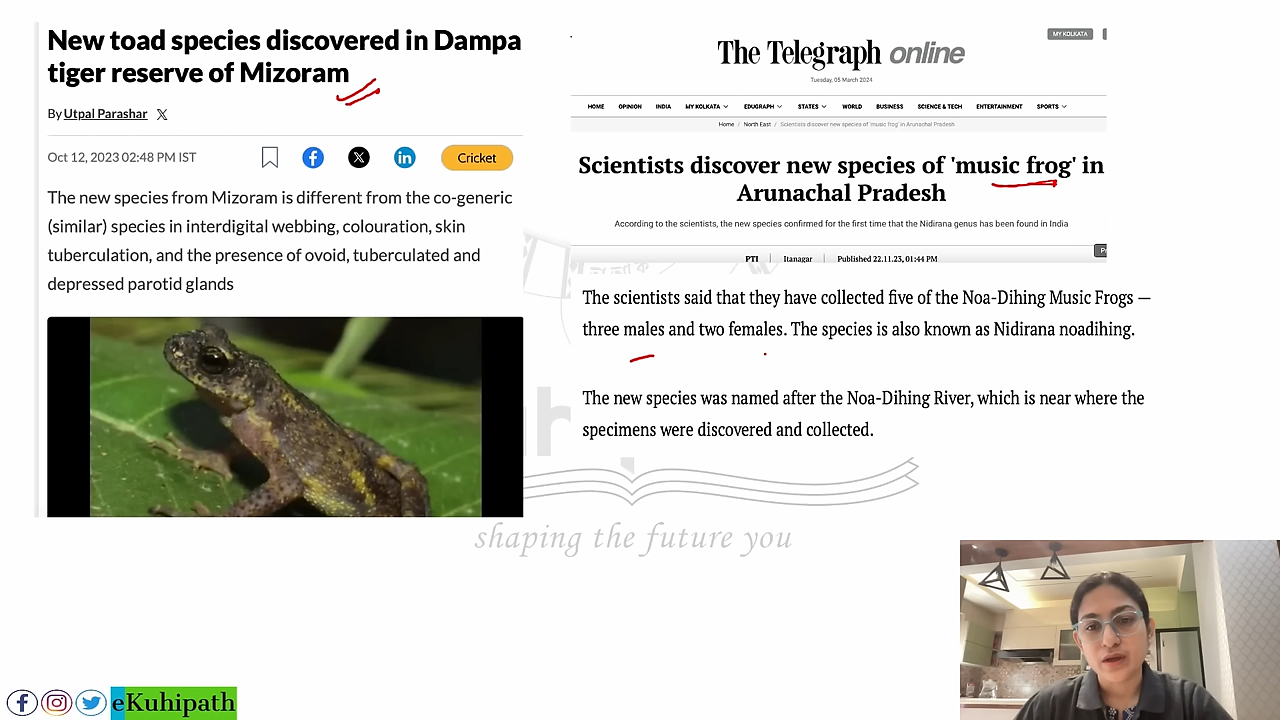 New toad species discovered in Dampa
tiger reserve of Mizoram
By Utpal Parashar
Oct 12, 2023 02:48 PM IST
Cricket
The new species from Mizoram is different from the co-generic
(similar) species in interdigital webbing, colouration, skin
tuberculation, and the presence of ovoid, tuberculated and
depressed parotid glands
MY KOLKATA
The Telegraph online
Tuesday, 05 March 2024
HOME OPINION INDIA MY KOLKATA EDUGRAPH STATES WORLD BUSINESS SCIENCE & TECH ENTERTAINMENT SPORTS
Home / North East / Scientists discover new species of 'music frog' in Arunachal Pradesh
Scientists discover new species of 'music frog' in
Arunachal Pradesh
According to the scientists, the new species confirmed for the first time that the Nidirana genus has been found in India
PTI | Itanagar | Published 22.11.23, 01:44 PM
The scientists said that they have collected five of the Noa-Dihing Music Frogs —
three males and two females. The species is also known as Nidirana noadihing.
The new species was named after the Noa-Dihing River, which is near where the
specimens were discovered and collected.
shaping the future you
eKuhipath